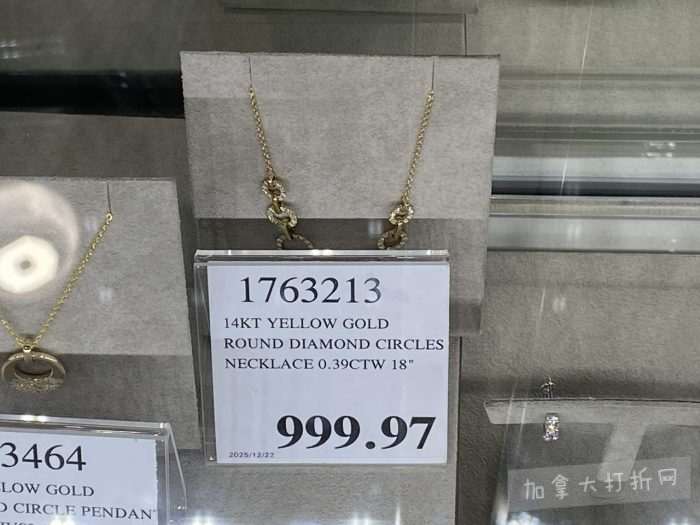 1763213
14KT YELLOW GOLD
ROUND DIAMOND CIRCLES
NECKLACE 0.39CTW 18"
999.97
2025/12/22
3464
LOW GOLD
D CIRCLE PENDAN
加拿大打折网